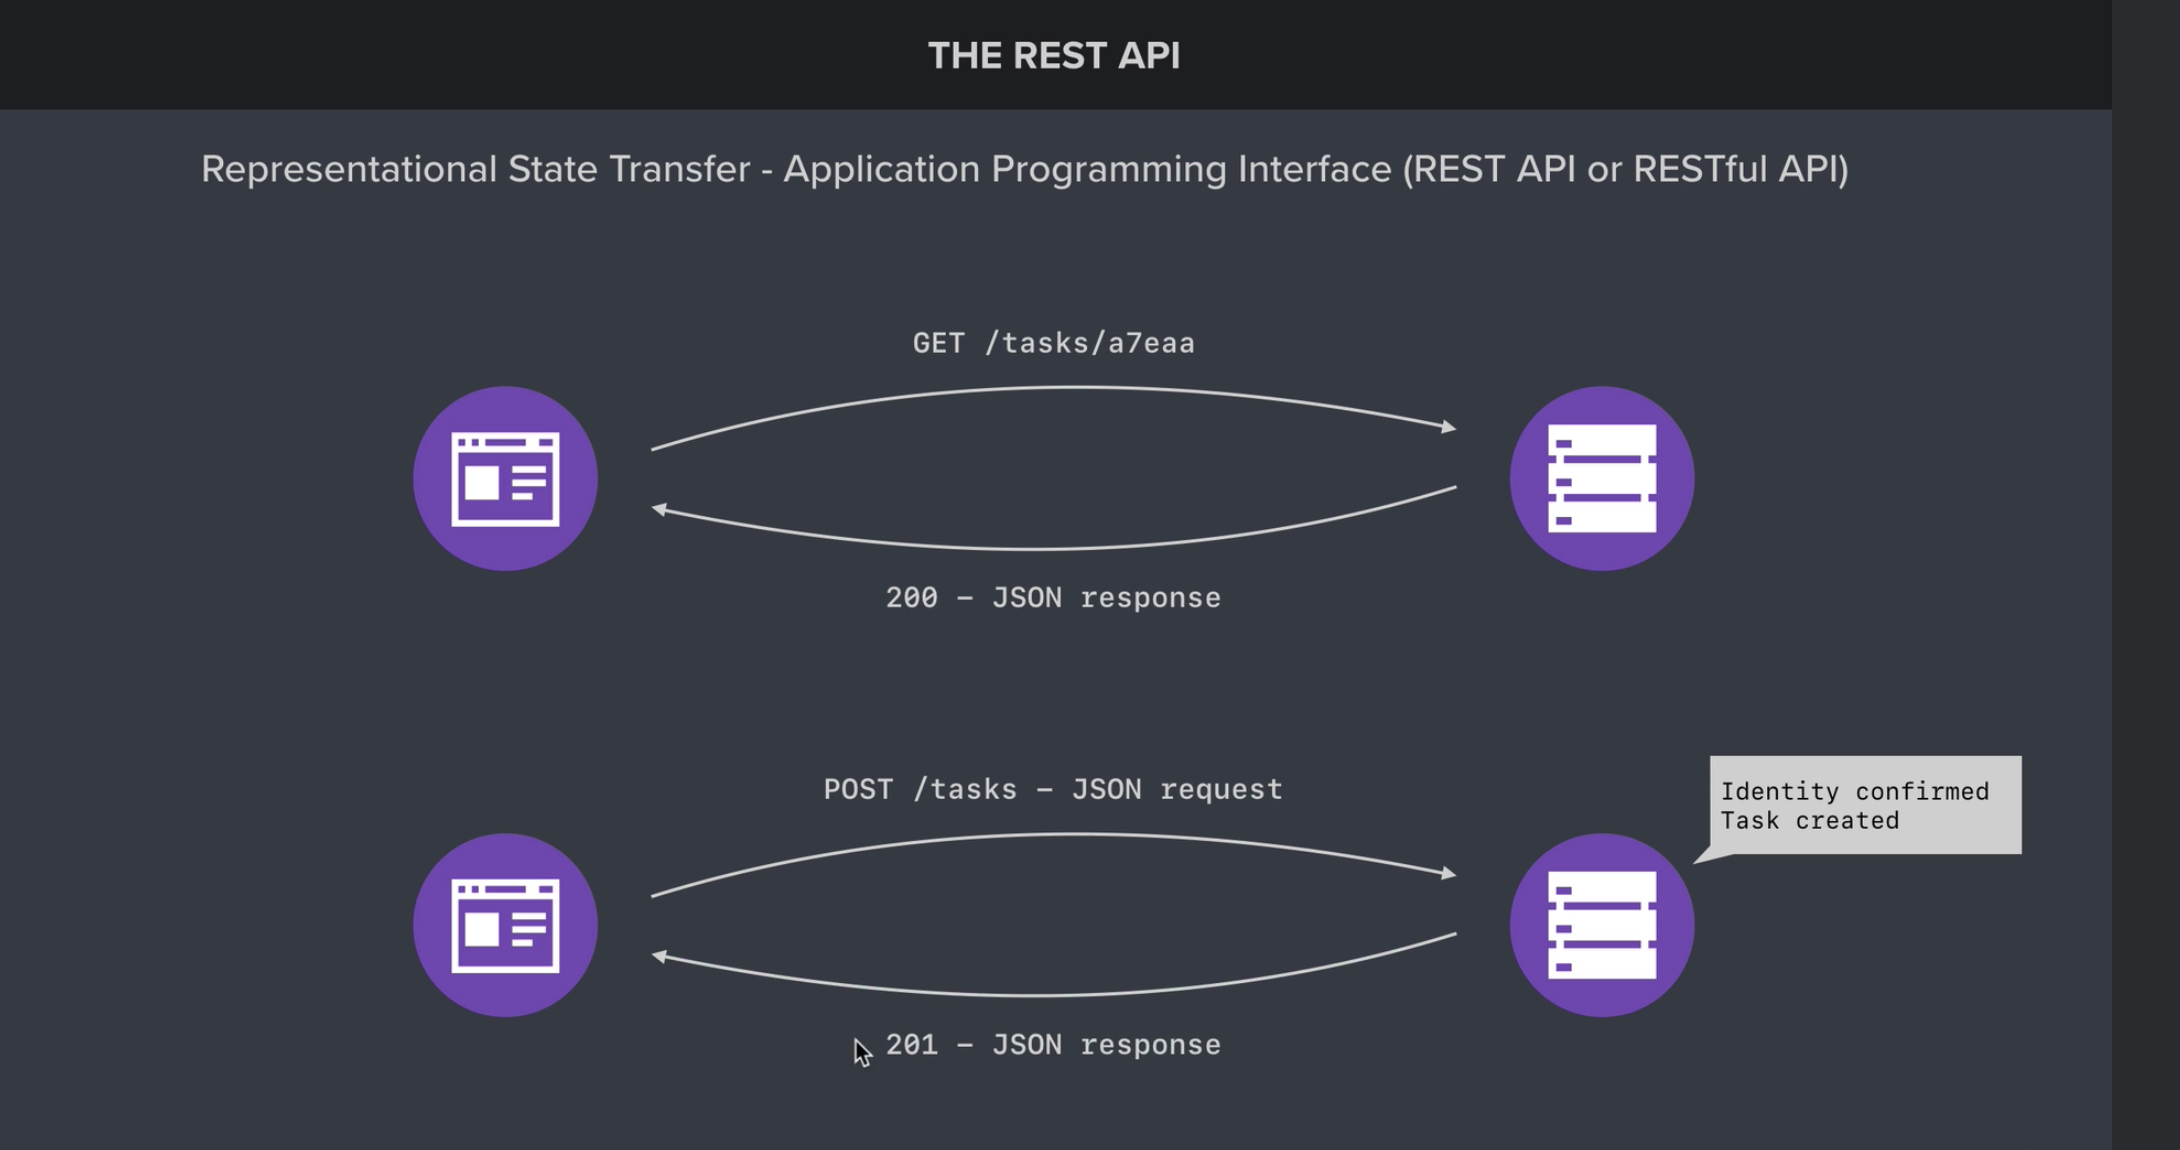 THE REST API
Representational State Transfer - Application Programming Interface (REST API or RESTful API)
GET /tasks/a7eaa
200 – JSON response
POST /tasks – JSON request
Identity confirmed
Task created
201 – JSON response